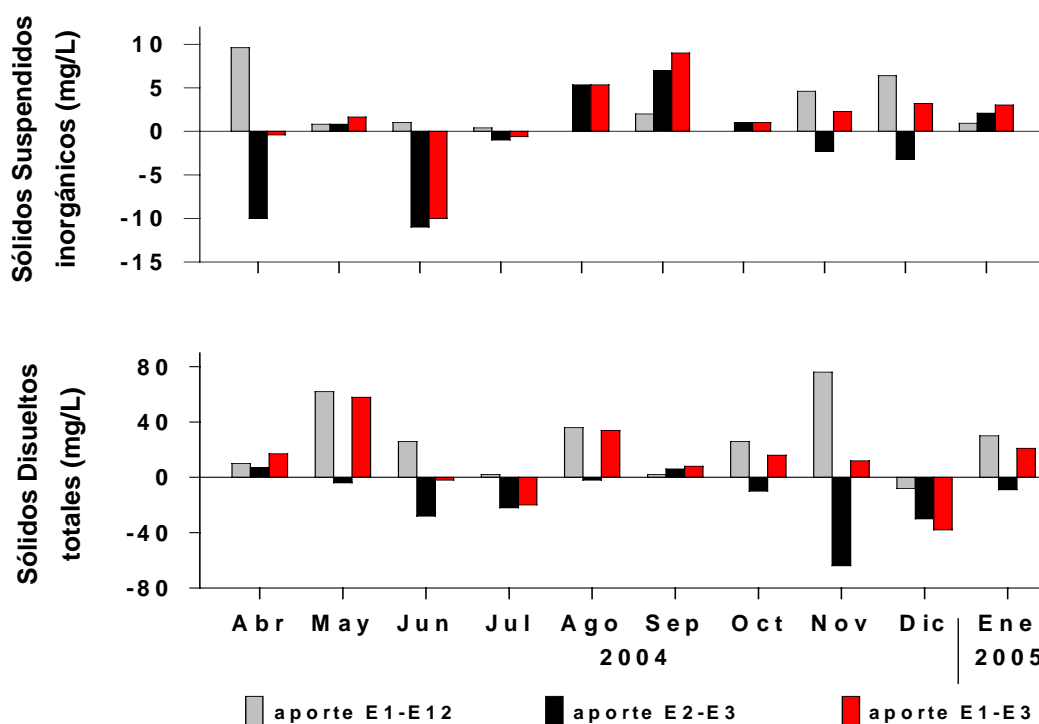 Sólidos Suspendidos
inorgánicos (mg/L)
10
5
0
-5
-10
-15
Sólidos Disueltos
totales (mg/L)
80
40
0
-40
-80
Abr May Jun Jul Ago Sep Oct Nov Dic Ene
2004 2005
aporte E1-E12 aporte E2-E3 aporte E1-E3